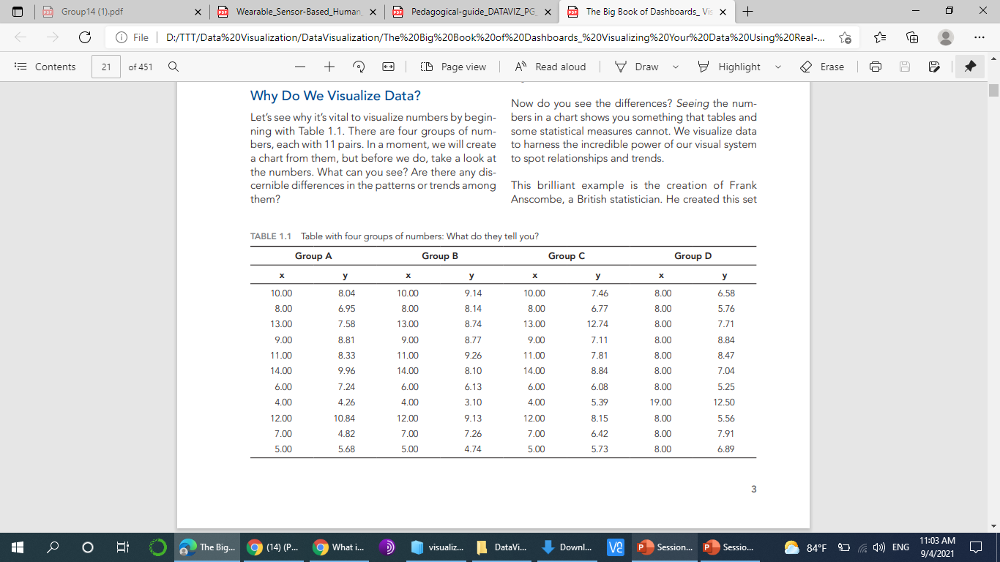 Group14 (1).pdf
Wearable_Sensor-Based_Human_
Pedagogical-guide_DATAVIZ_PG_
The Big Book of Dashboards_ Vis
File
D:/TTT/Data%20Visualization/DataVisualization/The%20Big%20Book%20of%20Dashboards_%20Visualizing%20Your%20Data%20Using%20Real-...
Contents
21
of 451
Page view
Read aloud
Draw
Highlight
Erase
Why Do We Visualize Data?
Let's see why it's vital to visualize numbers by begin-
ning with Table 1.1. There are four groups of num-
bers, each with 11 pairs. In a moment, we will create
a chart from them, but before we do, take a look at
the numbers. What can you see? Are there any dis-
cernible differences in the patterns or trends among
them?
Now do you see the differences? Seeing the num-
bers in a chart shows you something that tables and
some statistical measures cannot. We visualize data
to harness the incredible power of our visual system
to spot relationships and trends.
This brilliant example is the creation of Frank
Anscombe, a British statistician. He created this set
TABLE 1.1 Table with four groups of numbers: What do they tell you?
Group A Group B Group C Group D
x y x y x y x y
10.00 8.04 10.00 9.14 10.00 7.46 8.00 6.58
8.00 6.95 8.00 8.14 8.00 6.77 8.00 5.76
13.00 7.58 13.00 8.74 13.00 12.74 8.00 7.71
9.00 8.81 9.00 8.77 9.00 7.11 8.00 8.84
11.00 8.33 11.00 9.26 11.00 7.81 8.00 8.47
14.00 9.96 14.00 8.10 14.00 8.84 8.00 7.04
6.00 7.24 6.00 6.13 6.00 6.08 8.00 5.25
4.00 4.26 4.00 3.10 4.00 5.39 19.00 12.50
12.00 10.84 12.00 9.13 12.00 8.15 8.00 5.56
7.00 4.82 7.00 7.26 7.00 6.42 8.00 7.91
5.00 5.68 5.00 4.74 5.00 5.73 8.00 6.89
3
The Big...
(14) (P...
What i...
visualiz...
DataVi...
Downl...
Session...
Sessio...
84°F
ENG
11:03 AM
9/4/2021